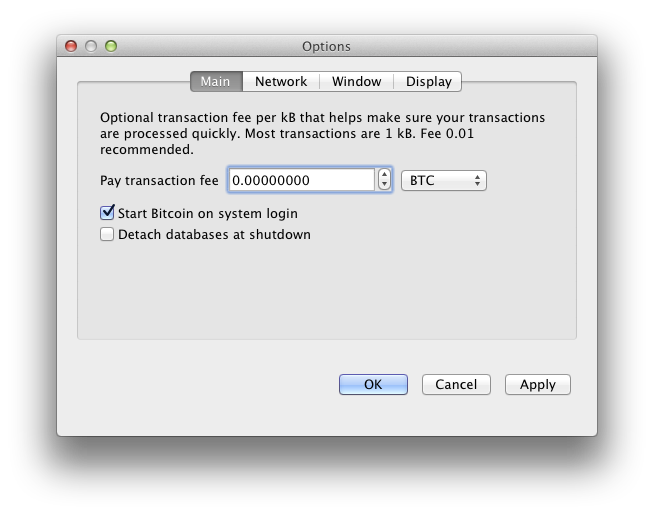 Options
Main Network Window Display
Optional transaction fee per kB that helps make sure your transactions
are processed quickly. Most transactions are 1 kB. Fee 0.01
recommended.
Pay transaction fee 0.00000000 BTC
Start Bitcoin on system login
Detach databases at shutdown
OK Cancel Apply